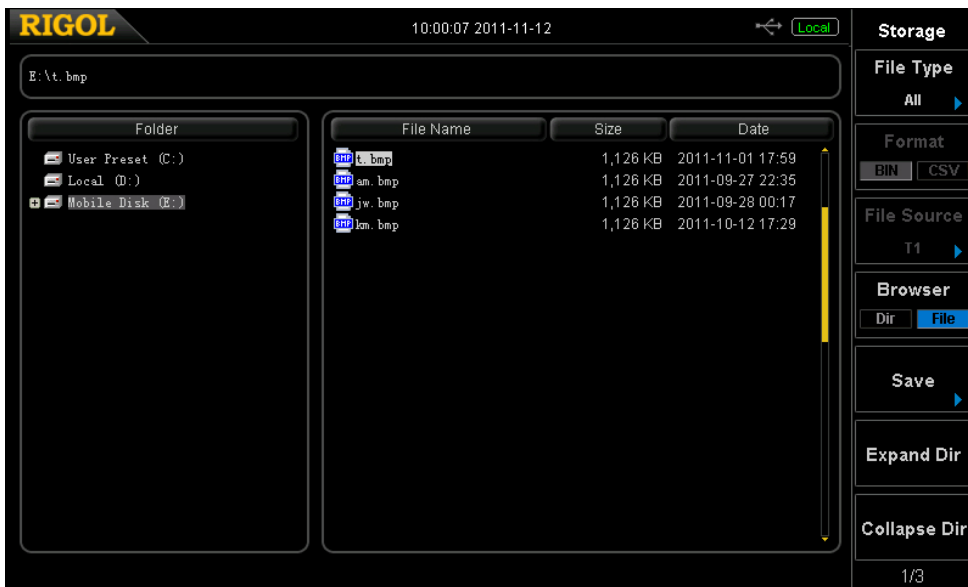 RIGOL
10:00:07 2011-11-12
Local
E:\t.bmp
Folder
User Preset (C:)
Local (D:)
Mobile Disk (E:)
File Name Size Date
BMP t.bmp 1,126 KB 2011-11-01 17:59
BMP am.bmp 1,126 KB 2011-09-27 22:35
BMP jw.bmp 1,126 KB 2011-09-28 00:17
BMP km.bmp 1,126 KB 2011-10-12 17:29
Storage
File Type
All
Format
BIN CSV
File Source
T1
Browser
Dir File
Save
Expand Dir
Collapse Dir
1/3